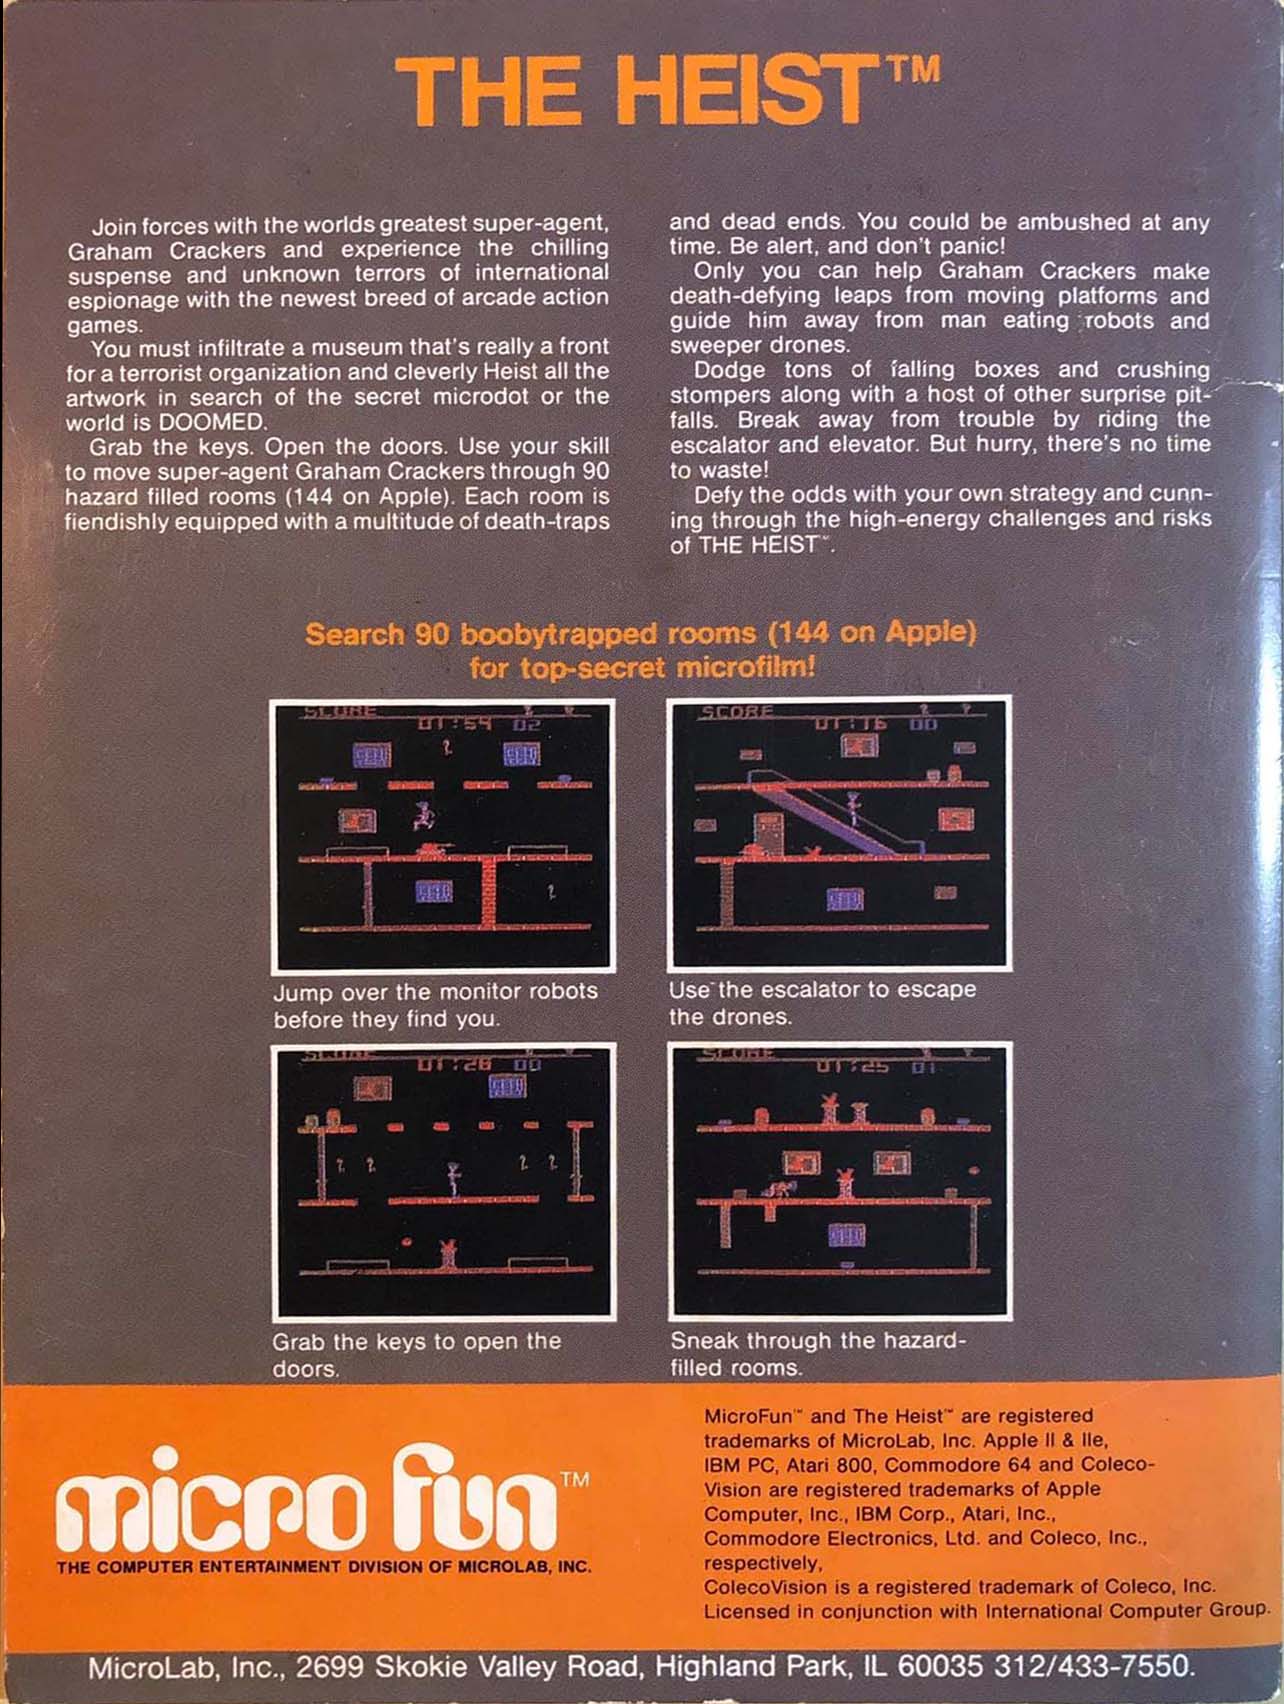 THE HEIST™
Join forces with the worlds greatest super-agent,
Graham Crackers and experience the chilling
suspense and unknown terrors of international
espionage with the newest breed of arcade action
games.
You must infiltrate a museum that's really a front
for a terrorist organization and cleverly Heist all the
artwork in search of the secret microdot or the
world is DOOMED.
Grab the keys. Open the doors. Use your skill
to move super-agent Graham Crackers through 90
hazard filled rooms (144 on Apple). Each room is
fiendishly equipped with a multitude of death-traps
and dead ends. You could be ambushed at any
time. Be alert, and don't panic!
Only you can help Graham Crackers make
death-defying leaps from moving platforms and
guide him away from man eating robots and
sweeper drones.
Dodge tons of falling boxes and crushing
stompers along with a host of other surprise pit-
falls. Break away from trouble by riding the
escalator and elevator. But hurry, there's no time
to waste!
Defy the odds with your own strategy and cunn-
ing through the high-energy challenges and risks
of THE HEIST™.
Search 90 boobytrapped rooms (144 on Apple)
for top-secret microfilm!
SCORE
01:54 02
Jump over the monitor robots
before they find you.
SCORE
01:16 00
Use the escalator to escape
the drones.
SCORE
01:28 00
Grab the keys to open the
doors.
SCORE
01:25 01
Sneak through the hazard-
filled rooms.
micro fun™
THE COMPUTER ENTERTAINMENT DIVISION OF MICROLAB, INC.
MicroFun™ and The Heist™ are registered
trademarks of MicroLab, Inc. Apple II & IIe,
IBM PC, Atari 800, Commodore 64 and Coleco-
Vision are registered trademarks of Apple
Computer, Inc., IBM Corp., Atari, Inc.,
Commodore Electronics, Ltd. and Coleco, Inc.,
respectively,
ColecoVision is a registered trademark of Coleco, Inc.
Licensed in conjunction with International Computer Group.
MicroLab, Inc., 2699 Skokie Valley Road, Highland Park, IL 60035 312/433-7550.